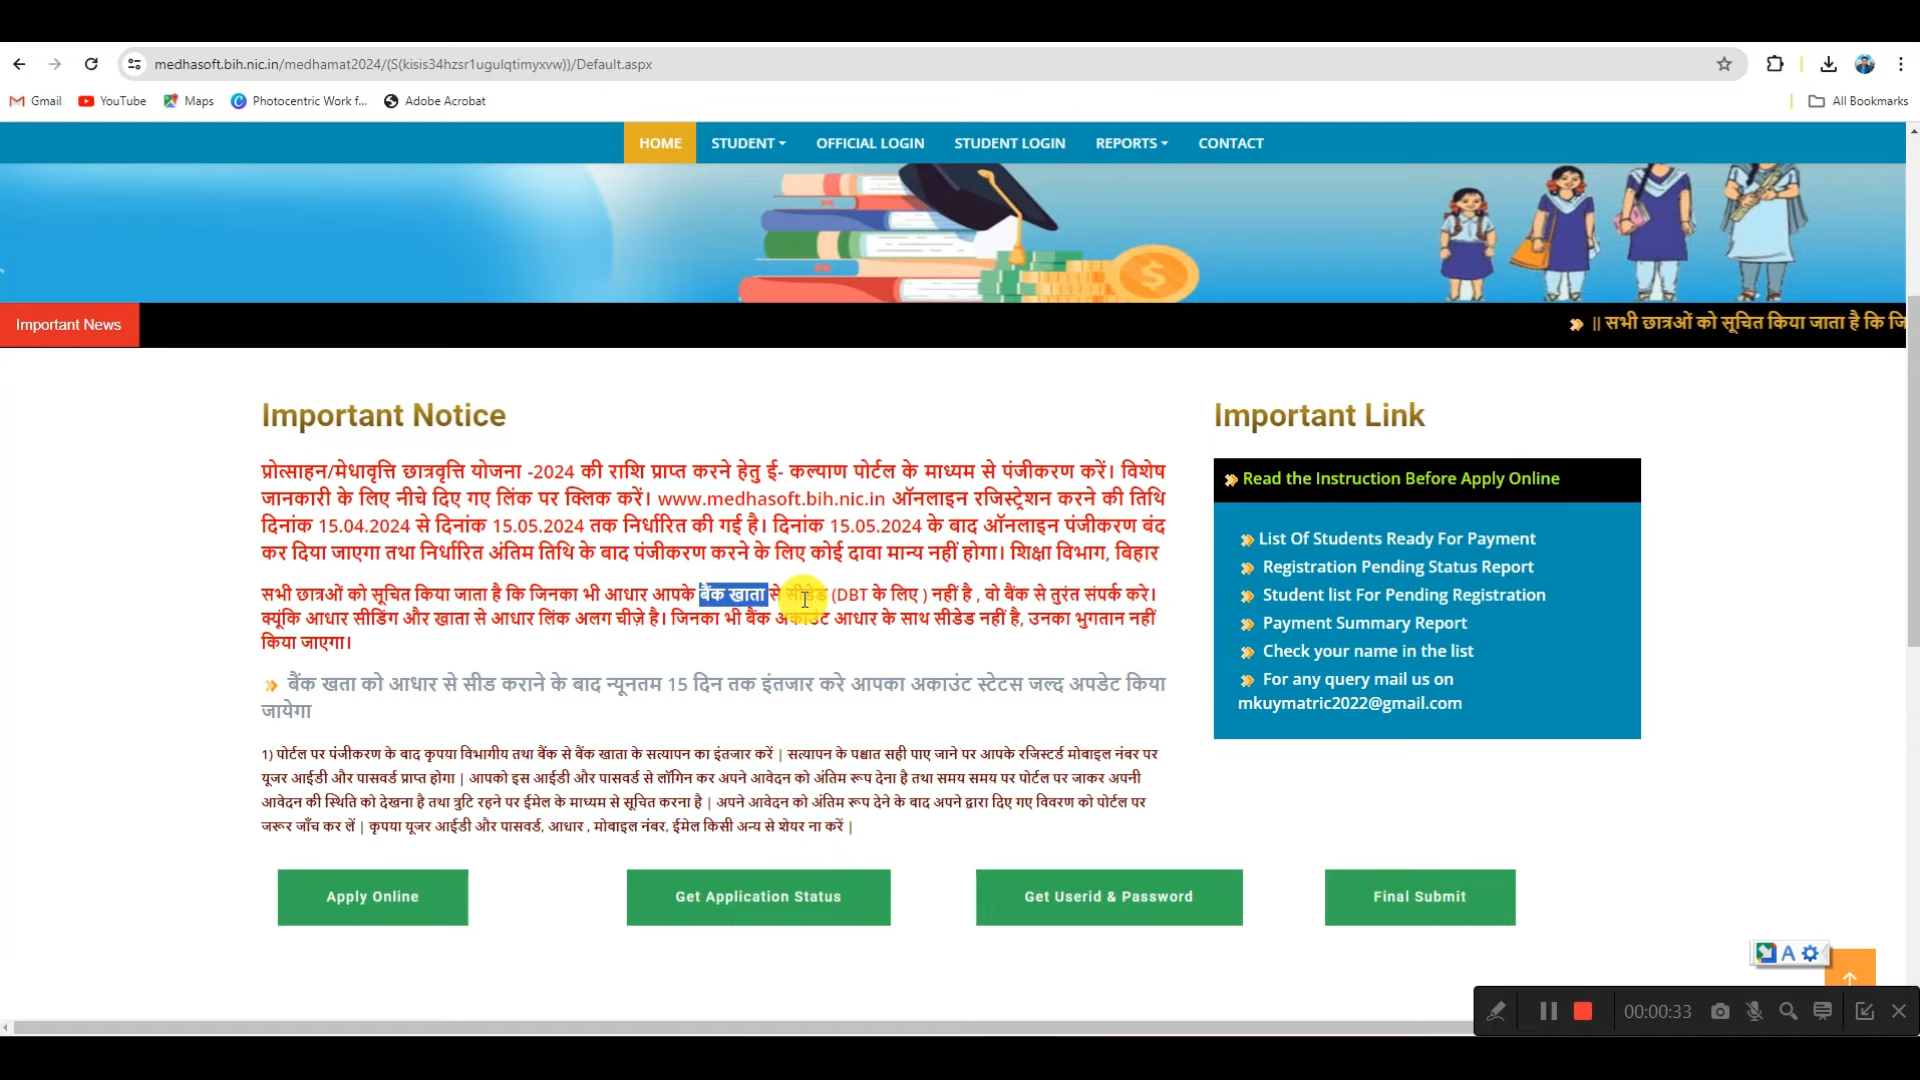 medhasoft.bih.nic.in/medhamat2024/(S(kisis34hzsr1ugulqtimyxvw))/Default.aspx
Gmail YouTube Maps Photocentric Work f... Adobe Acrobat All Bookmarks
HOME STUDENT OFFICIAL LOGIN STUDENT LOGIN REPORTS CONTACT
Important News || सभी छात्रओं को सूचित किया जाता है कि जि
Important Notice
प्रोत्साहन/मेधावृत्ति छात्रवृत्ति योजना -2024 की राशि प्राप्त करने हेतु ई- कल्याण पोर्टल के माध्यम से पंजीकरण करें। विशेष
जानकारी के लिए नीचे दिए गए लिंक पर क्लिक करें। www.medhasoft.bih.nic.in ऑनलाइन रजिस्ट्रेशन करने की तिथि
दिनांक 15.04.2024 से दिनांक 15.05.2024 तक निर्धारित की गई है। दिनांक 15.05.2024 के बाद ऑनलाइन पंजीकरण बंद
कर दिया जाएगा तथा निर्धारित अंतिम तिथि के बाद पंजीकरण करने के लिए कोई दावा मान्य नहीं होगा। शिक्षा विभाग, बिहार
सभी छात्रओं को सूचित किया जाता है कि जिनका भी आधार आपके बैंक खाता से सीडेड (DBT के लिए ) नहीं है , वो बैंक से तुरंत संपर्क करे।
क्यूंकि आधार सीडिंग और खाता से आधार लिंक अलग चीज़े है। जिनका भी बैंक अकाउंट आधार के साथ सीडेड नहीं है, उनका भुगतान नहीं
किया जाएगा।
बैंक खता को आधार से सीड कराने के बाद न्यूनतम 15 दिन तक इंतजार करे आपका अकाउंट स्टेटस जल्द अपडेट किया
जायेगा
1) पोर्टल पर पंजीकरण के बाद कृपया विभागीय तथा बैंक से बैंक खाता के सत्यापन का इंतजार करें | सत्यापन के पश्चात सही पाए जाने पर आपके रजिस्टर्ड मोबाइल नंबर पर
यूजर आईडी और पासवर्ड प्राप्त होगा | आपको इस आईडी और पासवर्ड से लॉगिन कर अपने आवेदन को अंतिम रूप देना है तथा समय समय पर पोर्टल पर जाकर अपनी
आवेदन की स्थिति को देखना है तथा त्रुटि रहने पर ईमेल के माध्यम से सूचित करना है | अपने आवेदन को अंतिम रूप देने के बाद अपने द्वारा दिए गए विवरण को पोर्टल पर
जरूर जाँच कर लें | कृपया यूजर आईडी और पासवर्ड, आधार , मोबाइल नंबर, ईमेल किसी अन्य से शेयर ना करें |
Important Link
Read the Instruction Before Apply Online
List Of Students Ready For Payment
Registration Pending Status Report
Student list For Pending Registration
Payment Summary Report
Check your name in the list
For any query mail us on
mkuymatric2022@gmail.com
Apply Online Get Application Status Get Userid & Password Final Submit
A
00:00:33